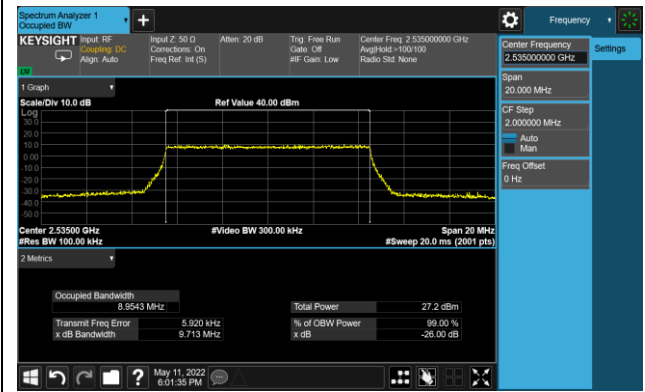 Spectrum Analyzer 1
Occupied BW
Frequency
KEYSIGHT
Input: RF
Coupling: DC
Align: Auto
Input Z: 50 Ω
Corrections: On
Freq Ref: Int (S)
Atten: 20 dB
Trig: Free Run
Gate: Off
#IF Gain: Low
Center Freq: 2.535000000 GHz
Avg|Hold:>100/100
Radio Std: None
Center Frequency
2.535000000 GHz
Settings
Span
20.000 MHz
CF Step
2.000000 MHz
Auto
Man
Freq Offset
0 Hz
1 Graph
Scale/Div 10.0 dB
Ref Value 40.00 dBm
Log
30.0
20.0
10.0
0.00
-10.0
-20.0
-30.0
-40.0
-50.0
Center 2.53500 GHz
#Video BW 300.00 kHz
Span 20 MHz
#Res BW 100.00 kHz
#Sweep 20.0 ms (2001 pts)
2 Metrics
Occupied Bandwidth
8.9543 MHz
Total Power 27.2 dBm
Transmit Freq Error 5.920 kHz
% of OBW Power 99.00 %
x dB Bandwidth 9.713 MHz
x dB -26.00 dB
?
May 11, 2022
6:01:35 PM